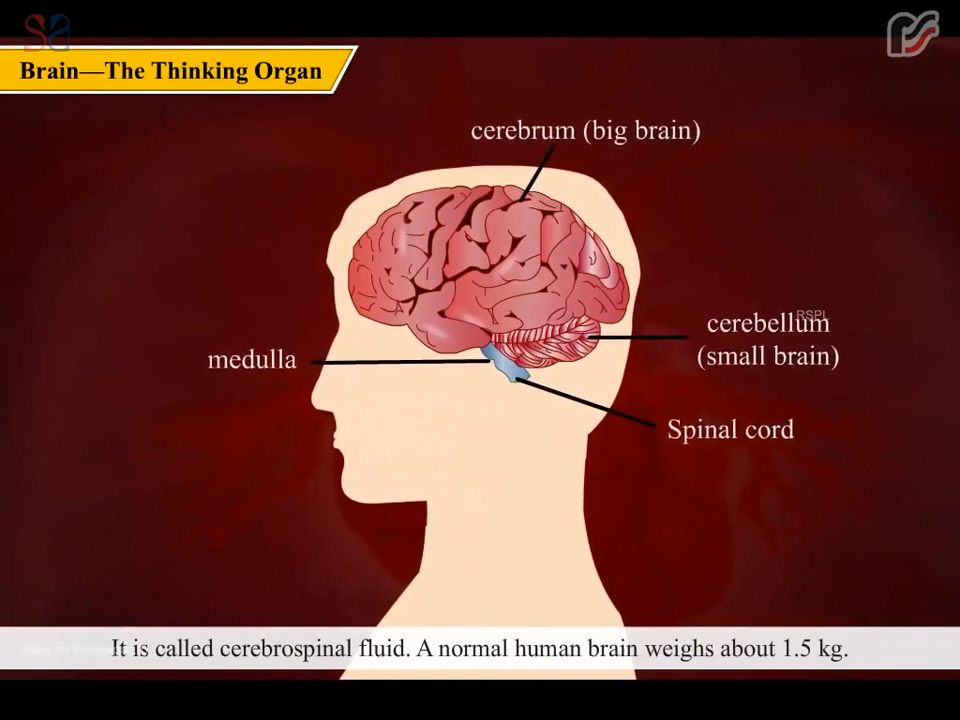 Brain—The Thinking Organ
cerebrum (big brain)
RSPL
cerebellum
(small brain)
medulla
Spinal cord
It is called cerebrospinal fluid. A normal human brain weighs about 1.5 kg.